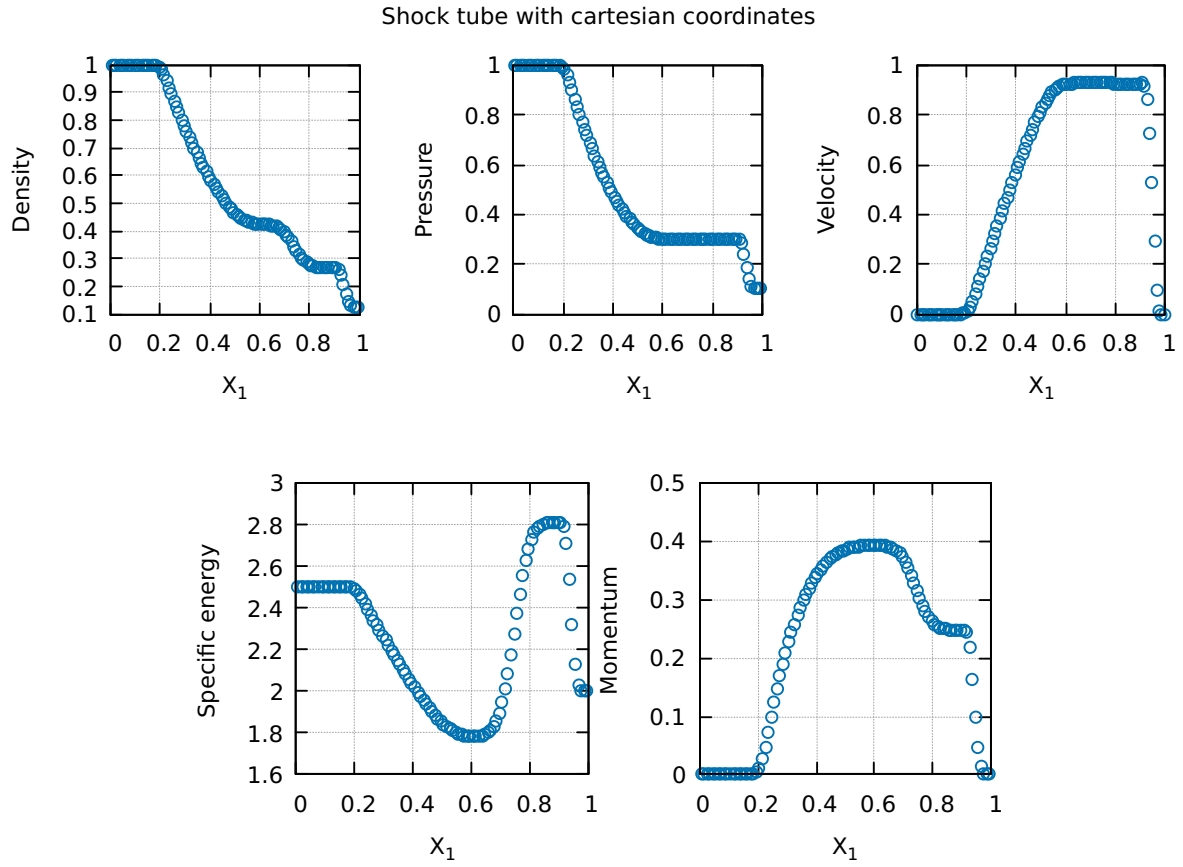 Shock tube with cartesian coordinates
Density
1
0.9
0.8
0.7
0.6
0.5
0.4
0.3
0.2
0.1
0 0.2 0.4 0.6 0.8 1
X1
Pressure
1
0.8
0.6
0.4
0.2
0
0 0.2 0.4 0.6 0.8 1
X1
Velocity
1
0.8
0.6
0.4
0.2
0
0 0.2 0.4 0.6 0.8 1
X1
Specific energy
3
2.8
2.6
2.4
2.2
2
1.8
1.6
0 0.2 0.4 0.6 0.8 1
X1
Momentum
0.5
0.4
0.3
0.2
0.1
0
0 0.2 0.4 0.6 0.8 1
X1